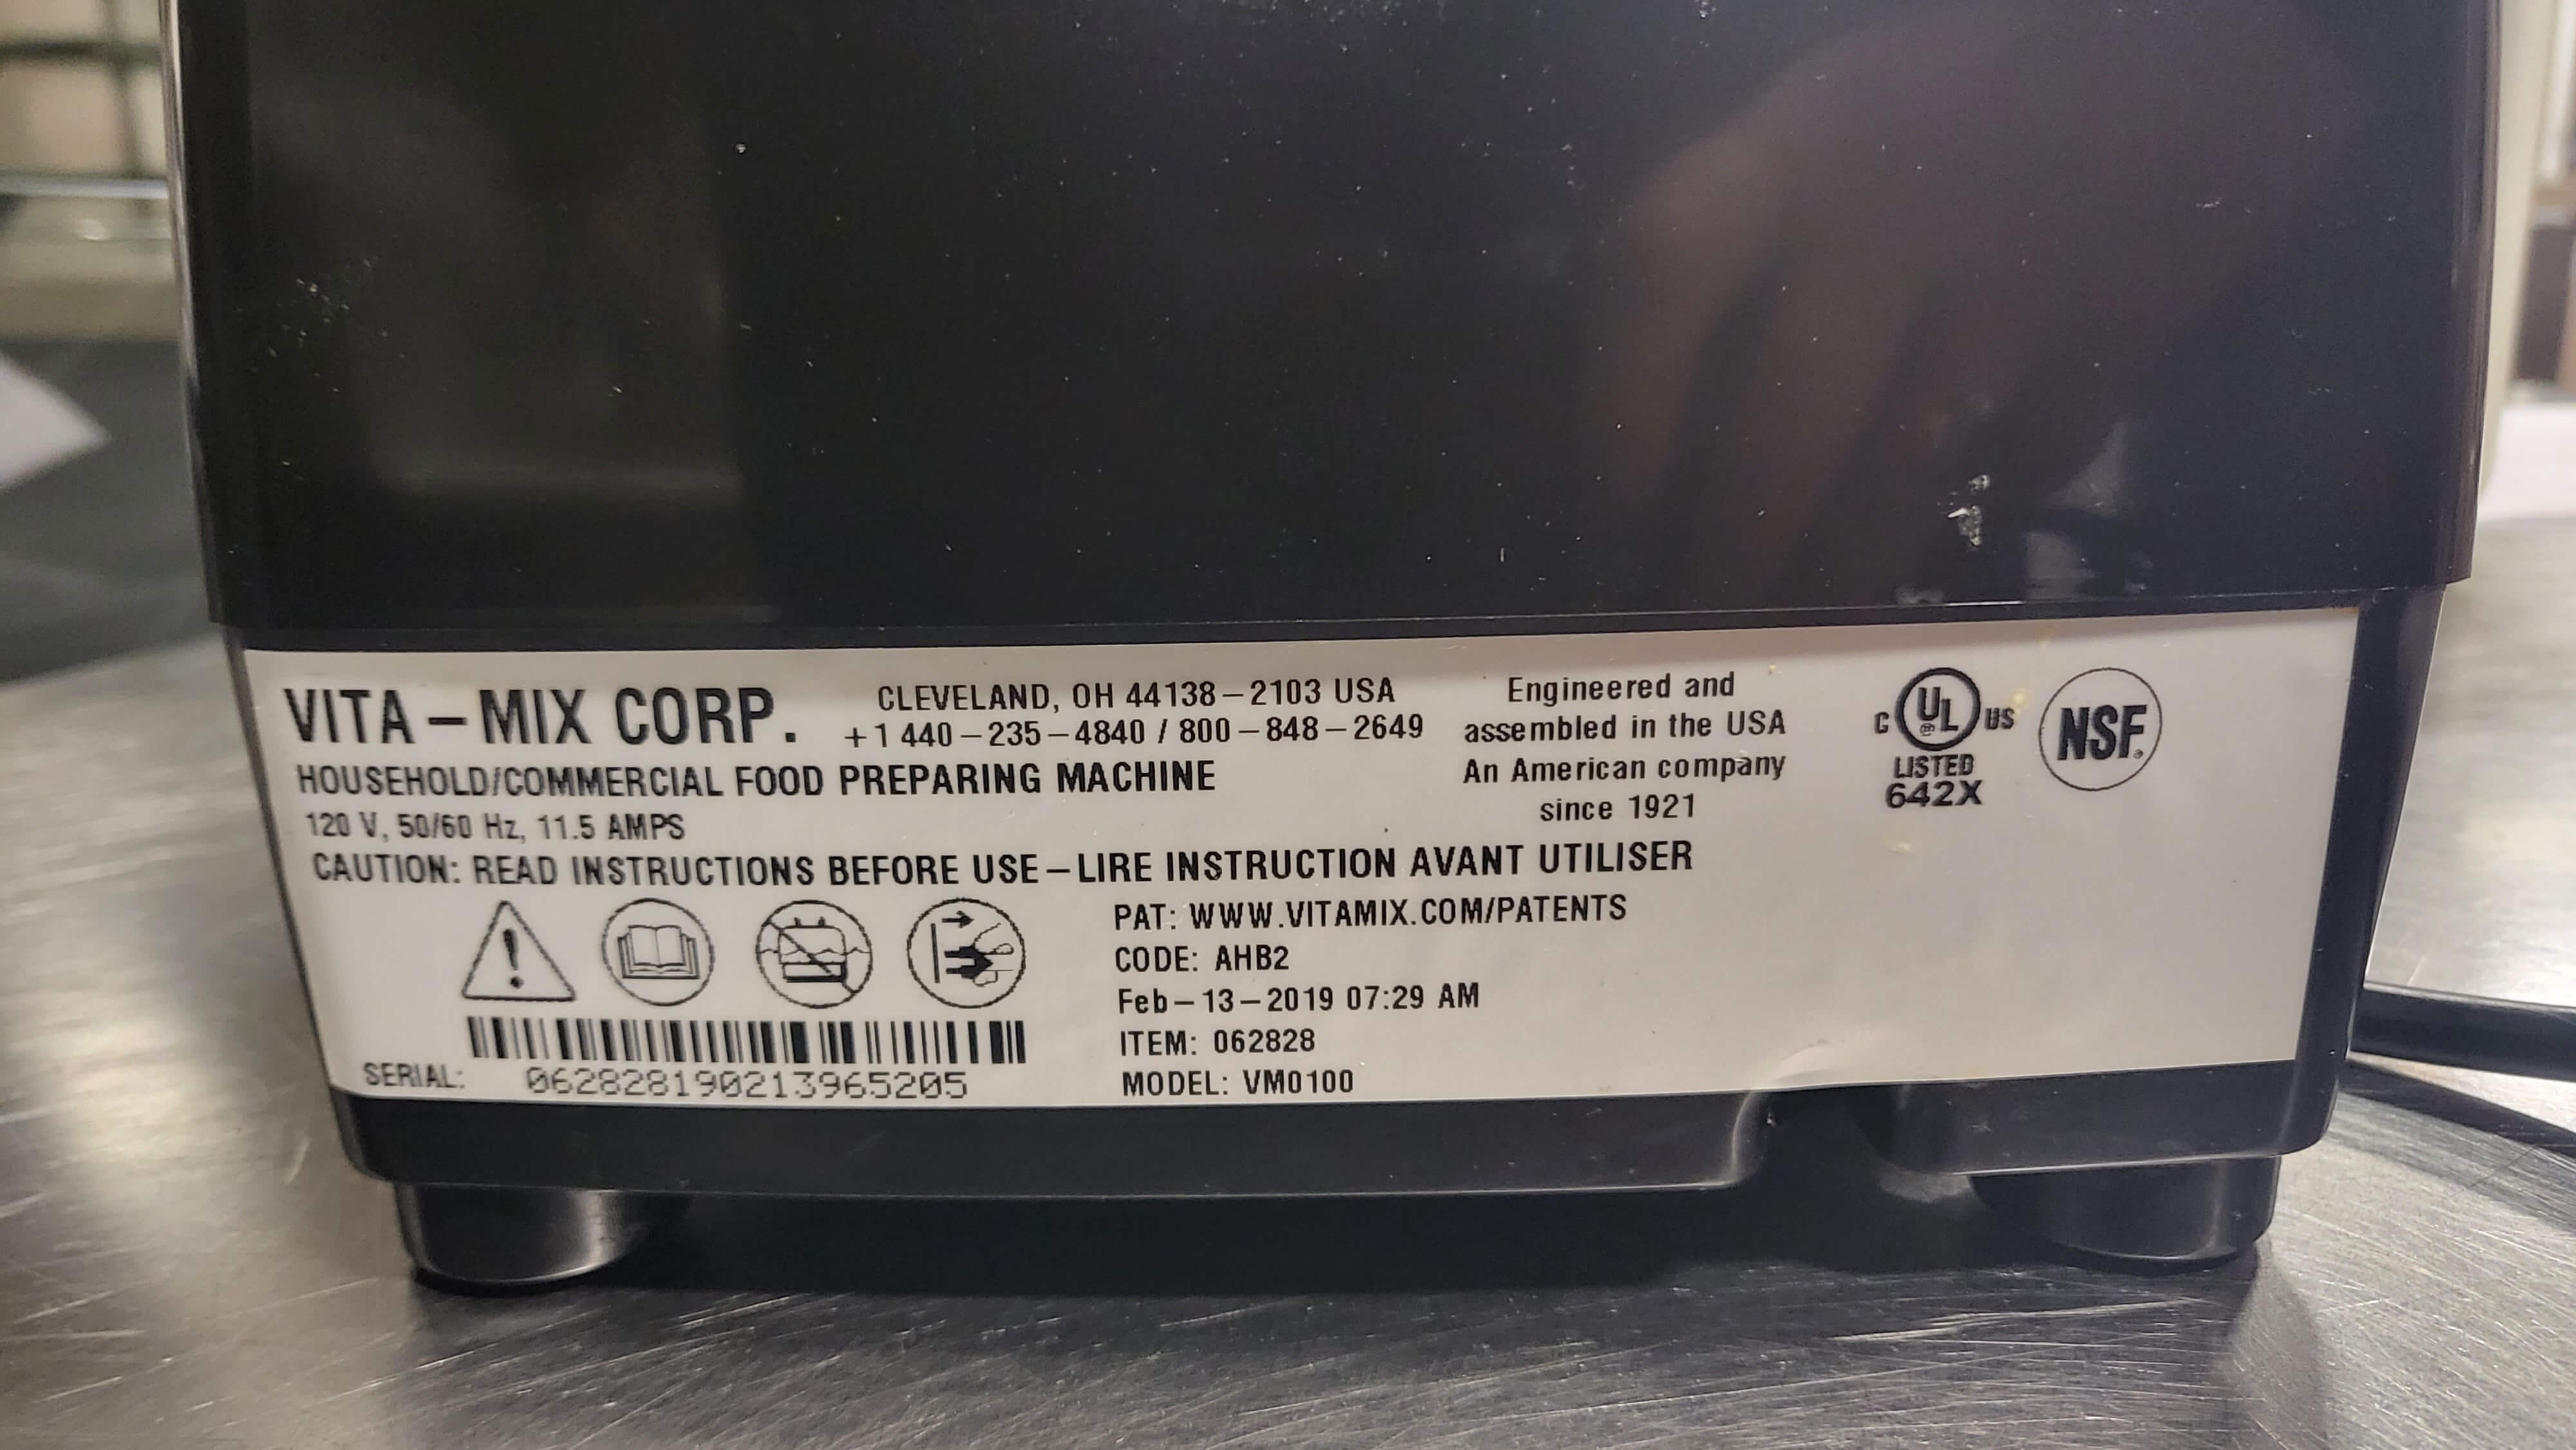 VITA-MIX CORP.
CLEVELAND, OH 44138-2103 USA
+1 440-235-4840 / 800-848-2649
Engineered and
assembled in the USA
An American company
since 1921
C UL ® US
LISTED
642X
NSF®
HOUSEHOLD/COMMERCIAL FOOD PREPARING MACHINE
120 V, 50/60 Hz, 11.5 AMPS
CAUTION: READ INSTRUCTIONS BEFORE USE-LIRE INSTRUCTION AVANT UTILISER
PAT: WWW.VITAMIX.COM/PATENTS
CODE: AHB2
Feb-13-2019 07:29 AM
ITEM: 062828
MODEL: VM0100
SERIAL: 062828190213965205